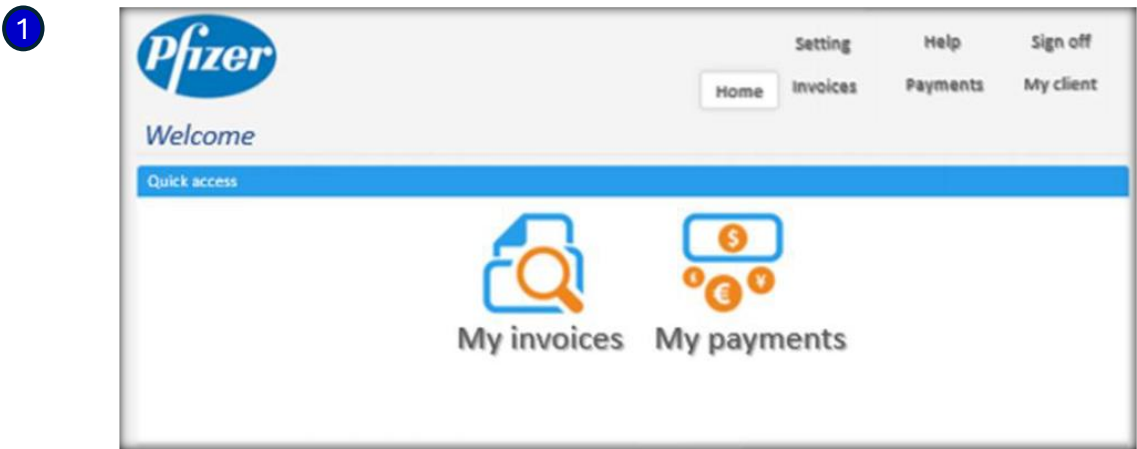 1
Pfizer
Setting Help Sign off
Home Invoices Payments My client
Welcome
Quick access
$
€ ¥
My invoices My payments